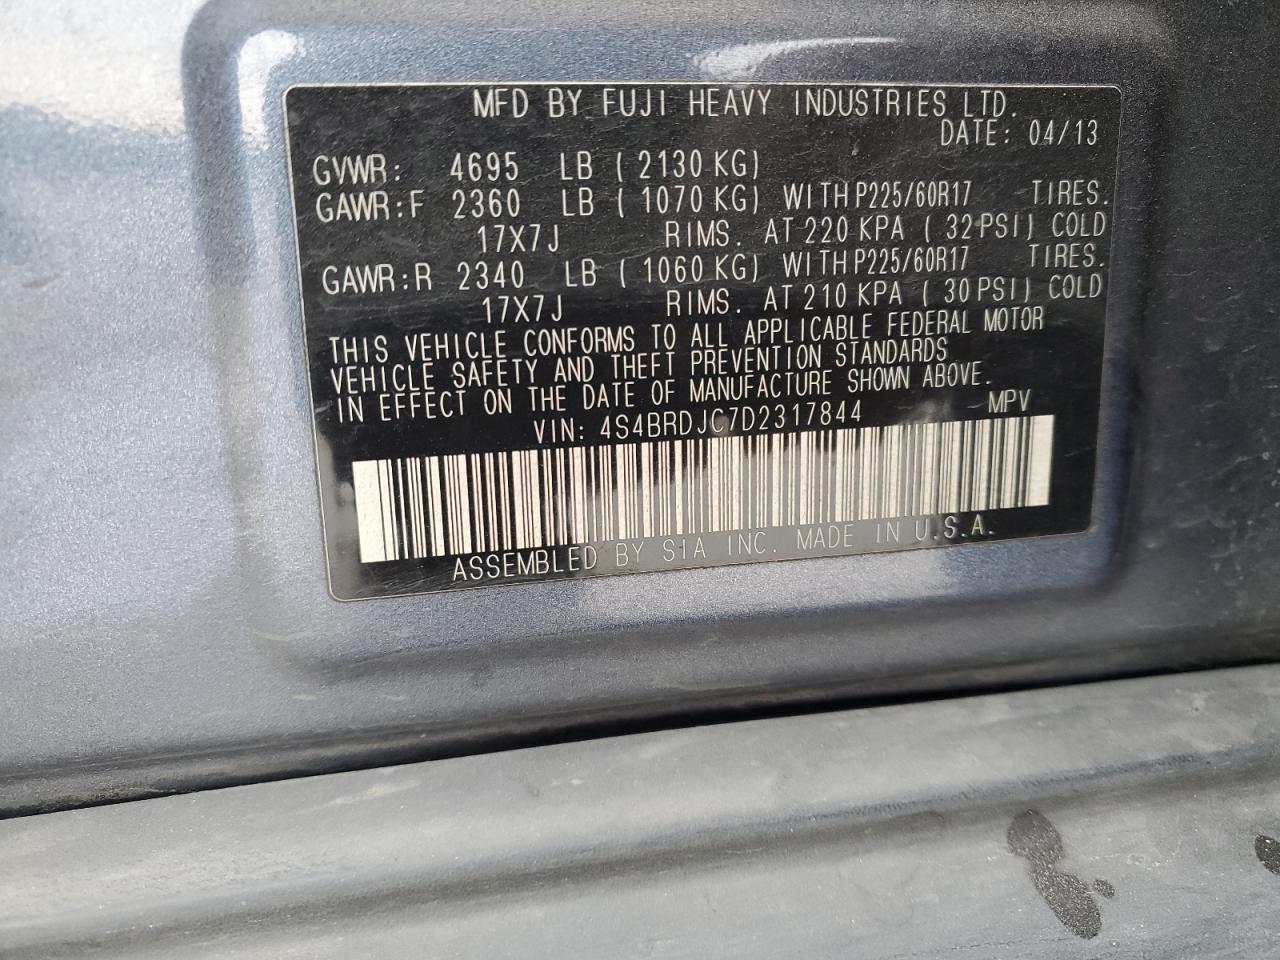 MFD BY FUJI HEAVY INDUSTRIES LTD.
DATE: 04/13
GVWR: 4695 LB ( 2130 KG)
GAWR:F 2360 LB ( 1070 KG) WITH P225/60R17 TIRES.
17X7J RIMS. AT 220 KPA ( 32 PSI) COLD
GAWR:R 2340 LB ( 1060 KG) WITH P225/60R17 TIRES.
17X7J RIMS. AT 210 KPA ( 30 PSI) COLD
THIS VEHICLE CONFORMS TO ALL APPLICABLE FEDERAL MOTOR
VEHICLE SAFETY AND THEFT PREVENTION STANDARDS
IN EFFECT ON THE DATE OF MANUFACTURE SHOWN ABOVE.
VIN: 4S4BRDJC7D2317844 MPV
ASSEMBLED BY SIA INC. MADE IN U.S.A.